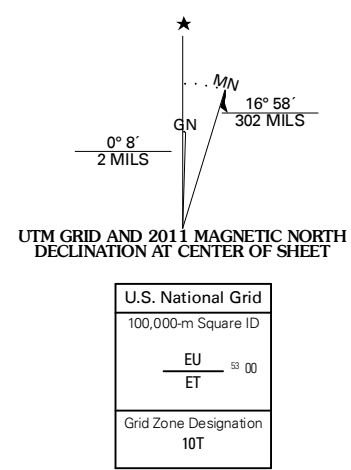 ★
MN
16° 58´
302 MILS
GN
0° 8´
2 MILS
UTM GRID AND 2011 MAGNETIC NORTH
DECLINATION AT CENTER OF SHEET
U.S. National Grid
100,000-m Square ID
EU
53 00
ET
Grid Zone Designation
10T